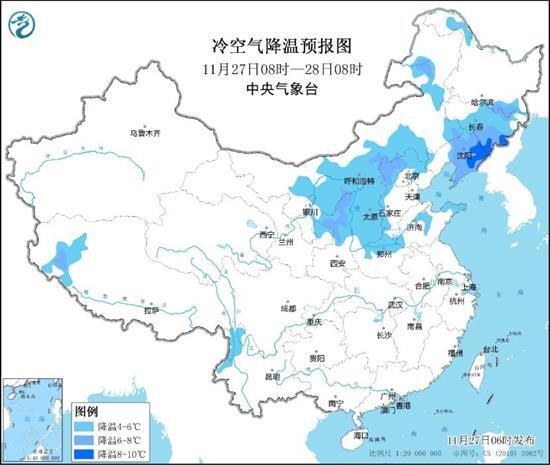 冷空气降温预报图
11月27日08时—28日08时
中央气象台
哈尔滨
长春
乌鲁木齐
沈阳
呼和浩特
北京
天津
银川
太原
石家庄
济南
西宁
兰州
郑州
西安
合肥
南京
上海
拉萨
成都
武汉
杭州
重庆
长沙
南昌
贵阳
福州
台北
昆明
南宁
广州
澳门
香港
海口
长
图例
降温4-6℃
降温6-8℃
降温8-10℃
11月27日06时发布
比例尺 1:20 000 000
审图号: GS (2019) 3082号